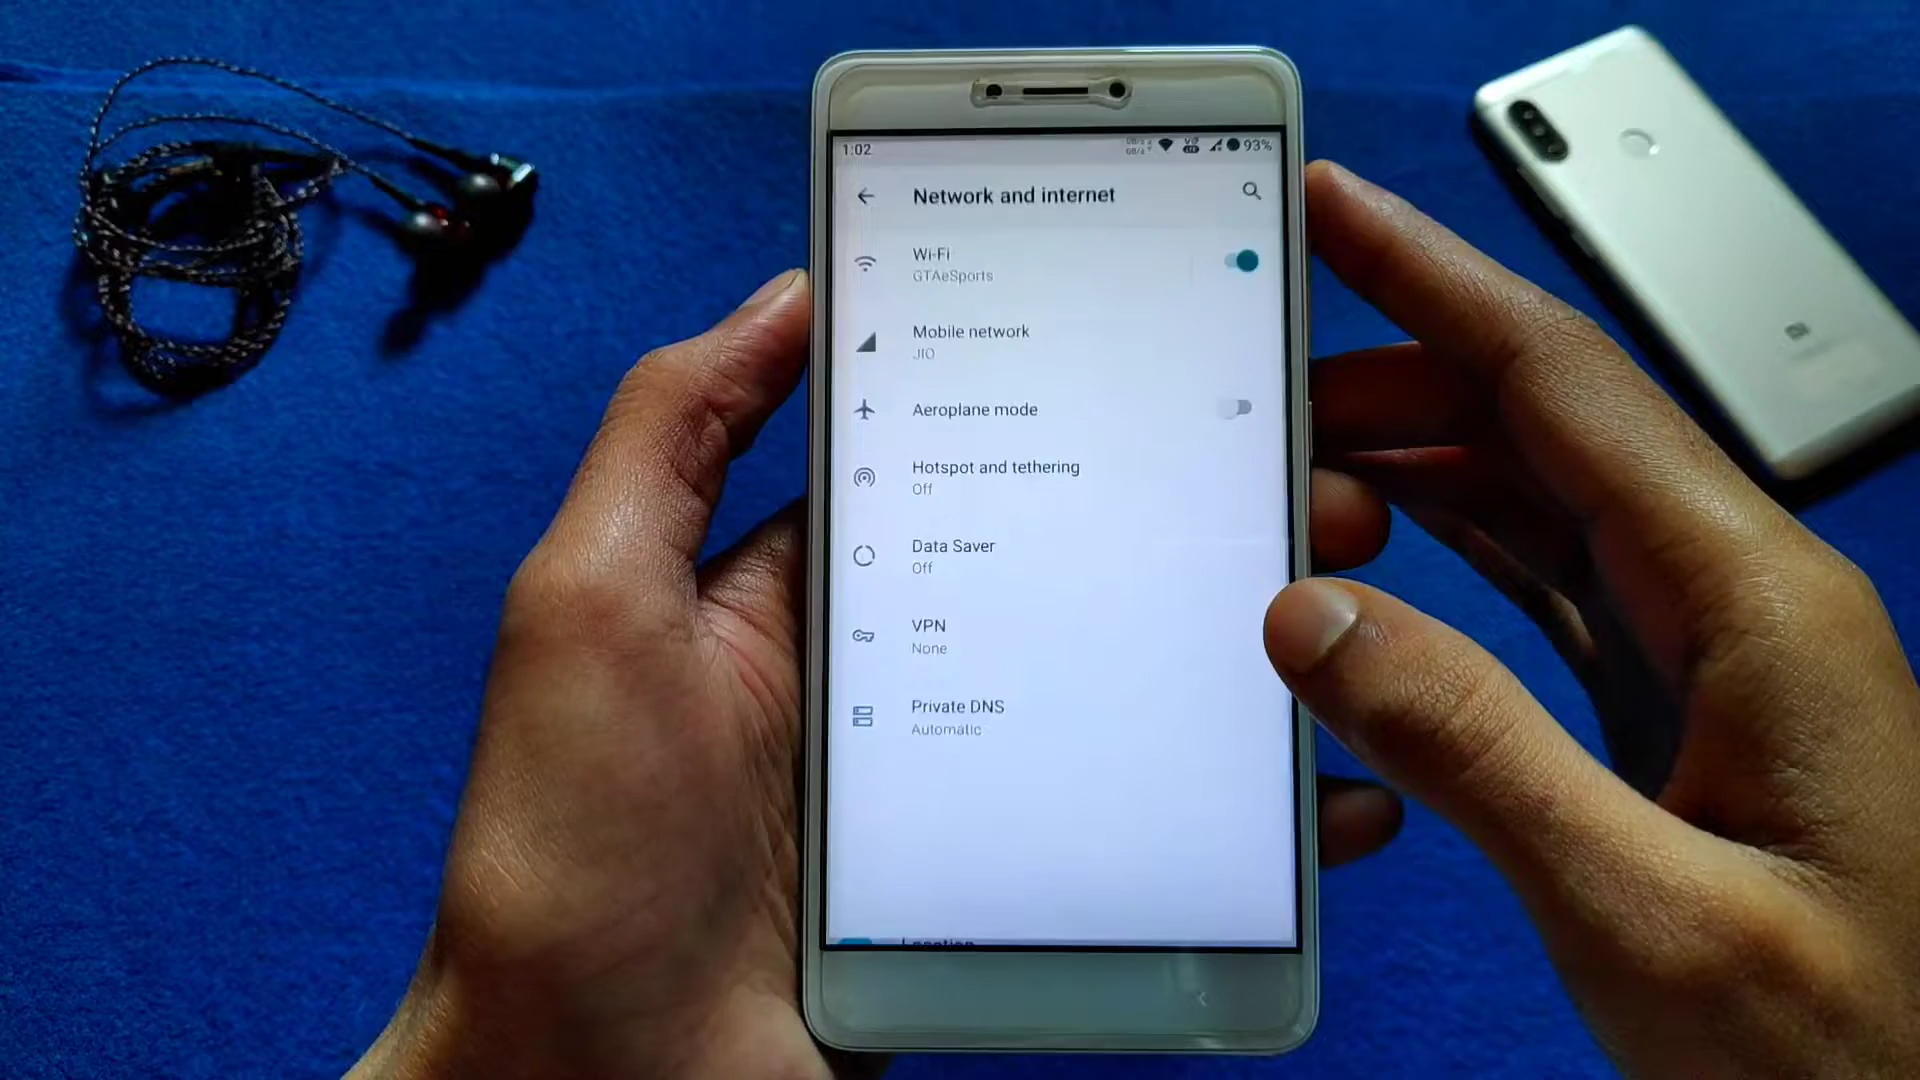 1:02
93%
Network and internet
Wi-Fi
GTAeSports
Mobile network
JIO
Aeroplane mode
Hotspot and tethering
Off
Data Saver
Off
VPN
None
Private DNS
Automatic
Location